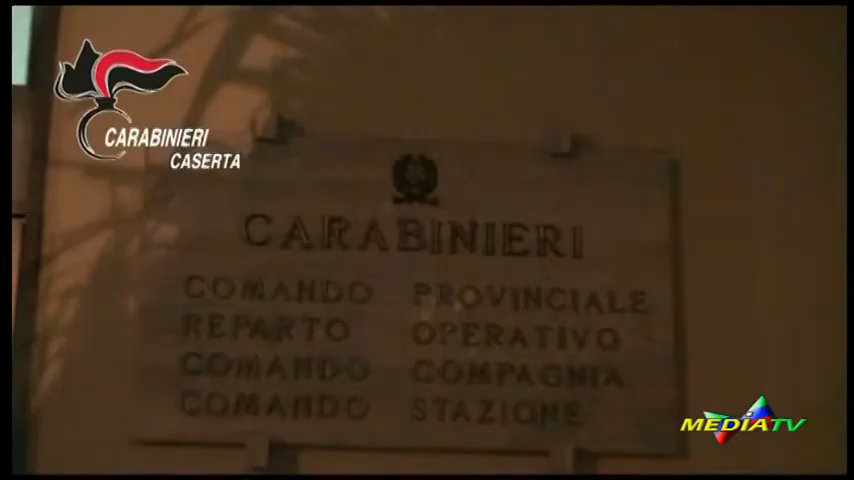 CARABINIERI
CASERTA
CARABINIERI
COMANDO PROVINCIALE
REPARTO OPERATIVO
COMANDO COMPAGNIA
COMANDO STAZIONE
MEDIATV